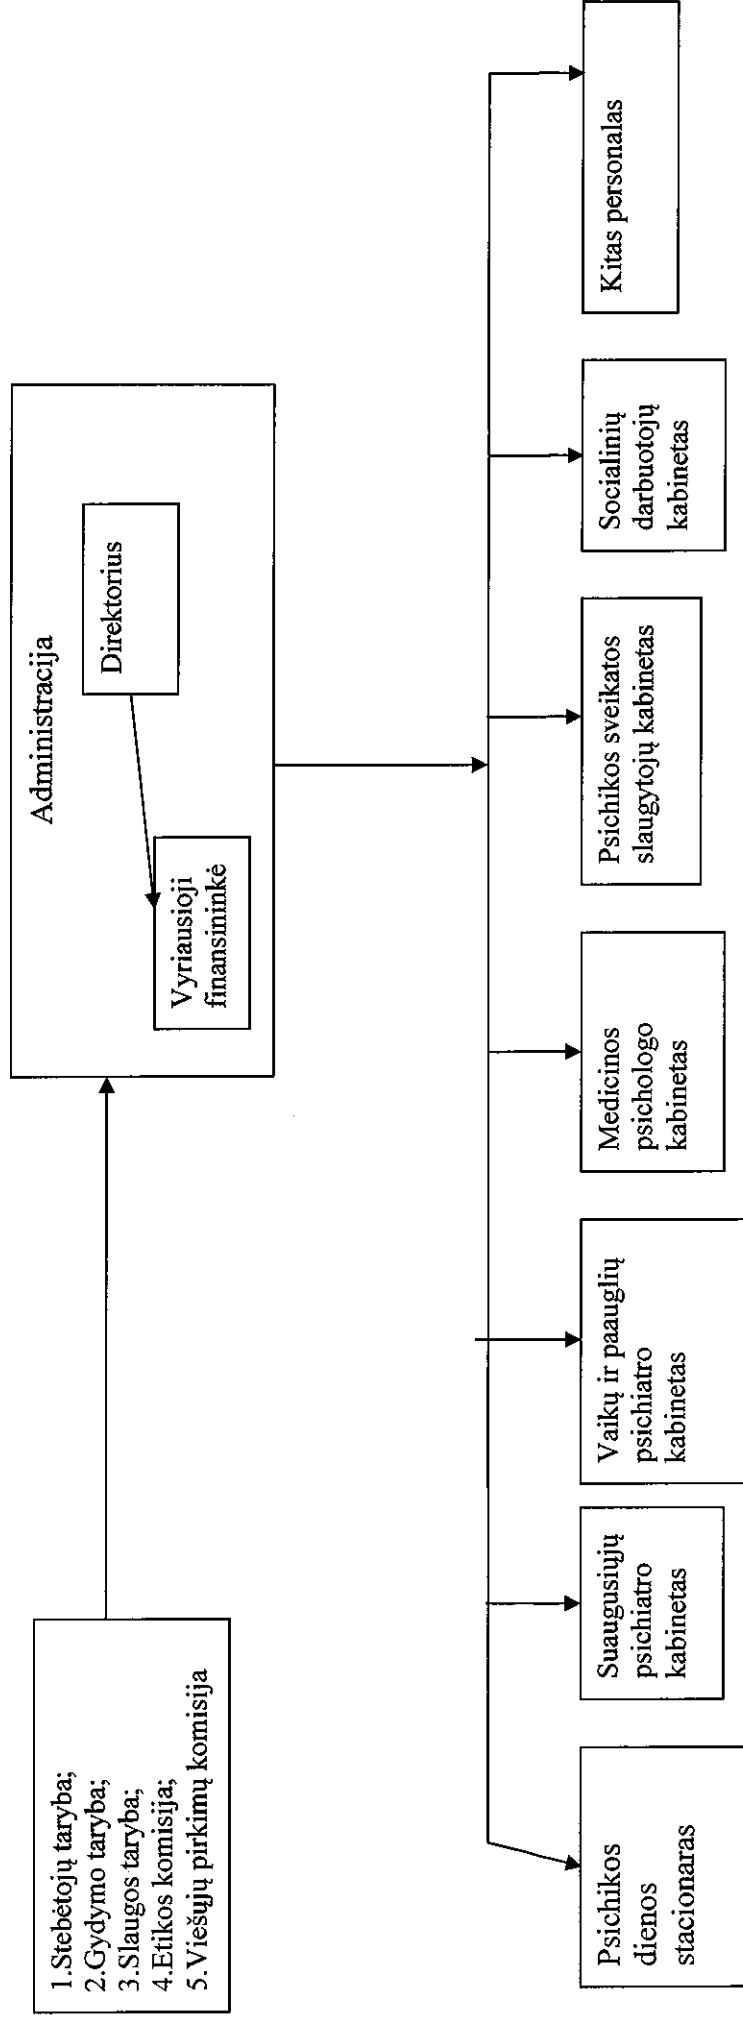 1.Stebėtojų taryba;
2.Gydymo taryba;
3.Slaugos taryba;
4.Etikos komisija;
5.Viešųjų pirkimų komisija
Administracija
Vyriausioji
finansininkė
Direktorius
Psichikos
dienos
stacionaras
Suaugusiųjų
psichiatro
kabinetas
Vaikų ir paauglių
psichiatro
kabinetas
Medicinos
psichologo
kabinetas
Psichikos sveikatos
slaugytojų kabinetas
Socialinių
darbuotojų
kabinetas
Kitas personalas